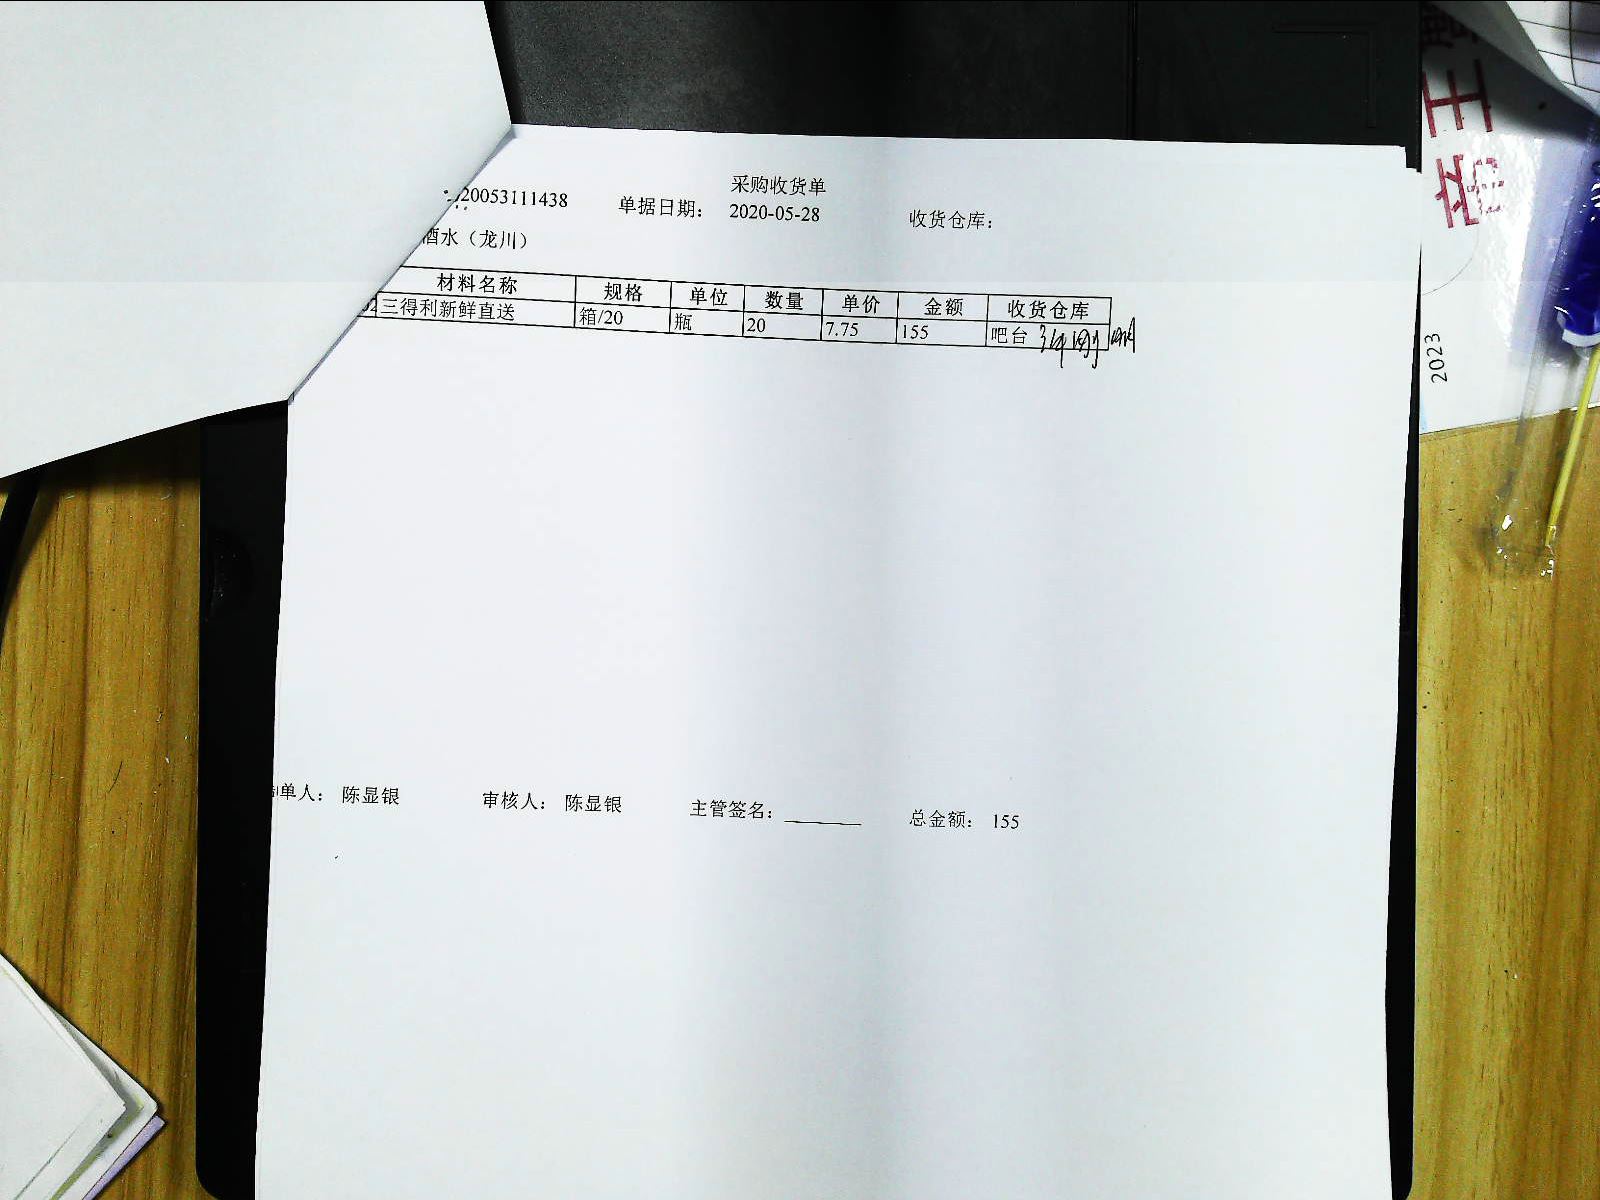 采购收货单
20053111438 单据日期： 2020-05-28 收货仓库：
酒水（龙川）
材料名称 规格 单位 数量 单价 金额 收货仓库
三得利新鲜直送 箱/20 瓶 20 7.75 155 吧台
单人： 陈显银 审核人： 陈显银 主管签名： 总金额： 155
2023